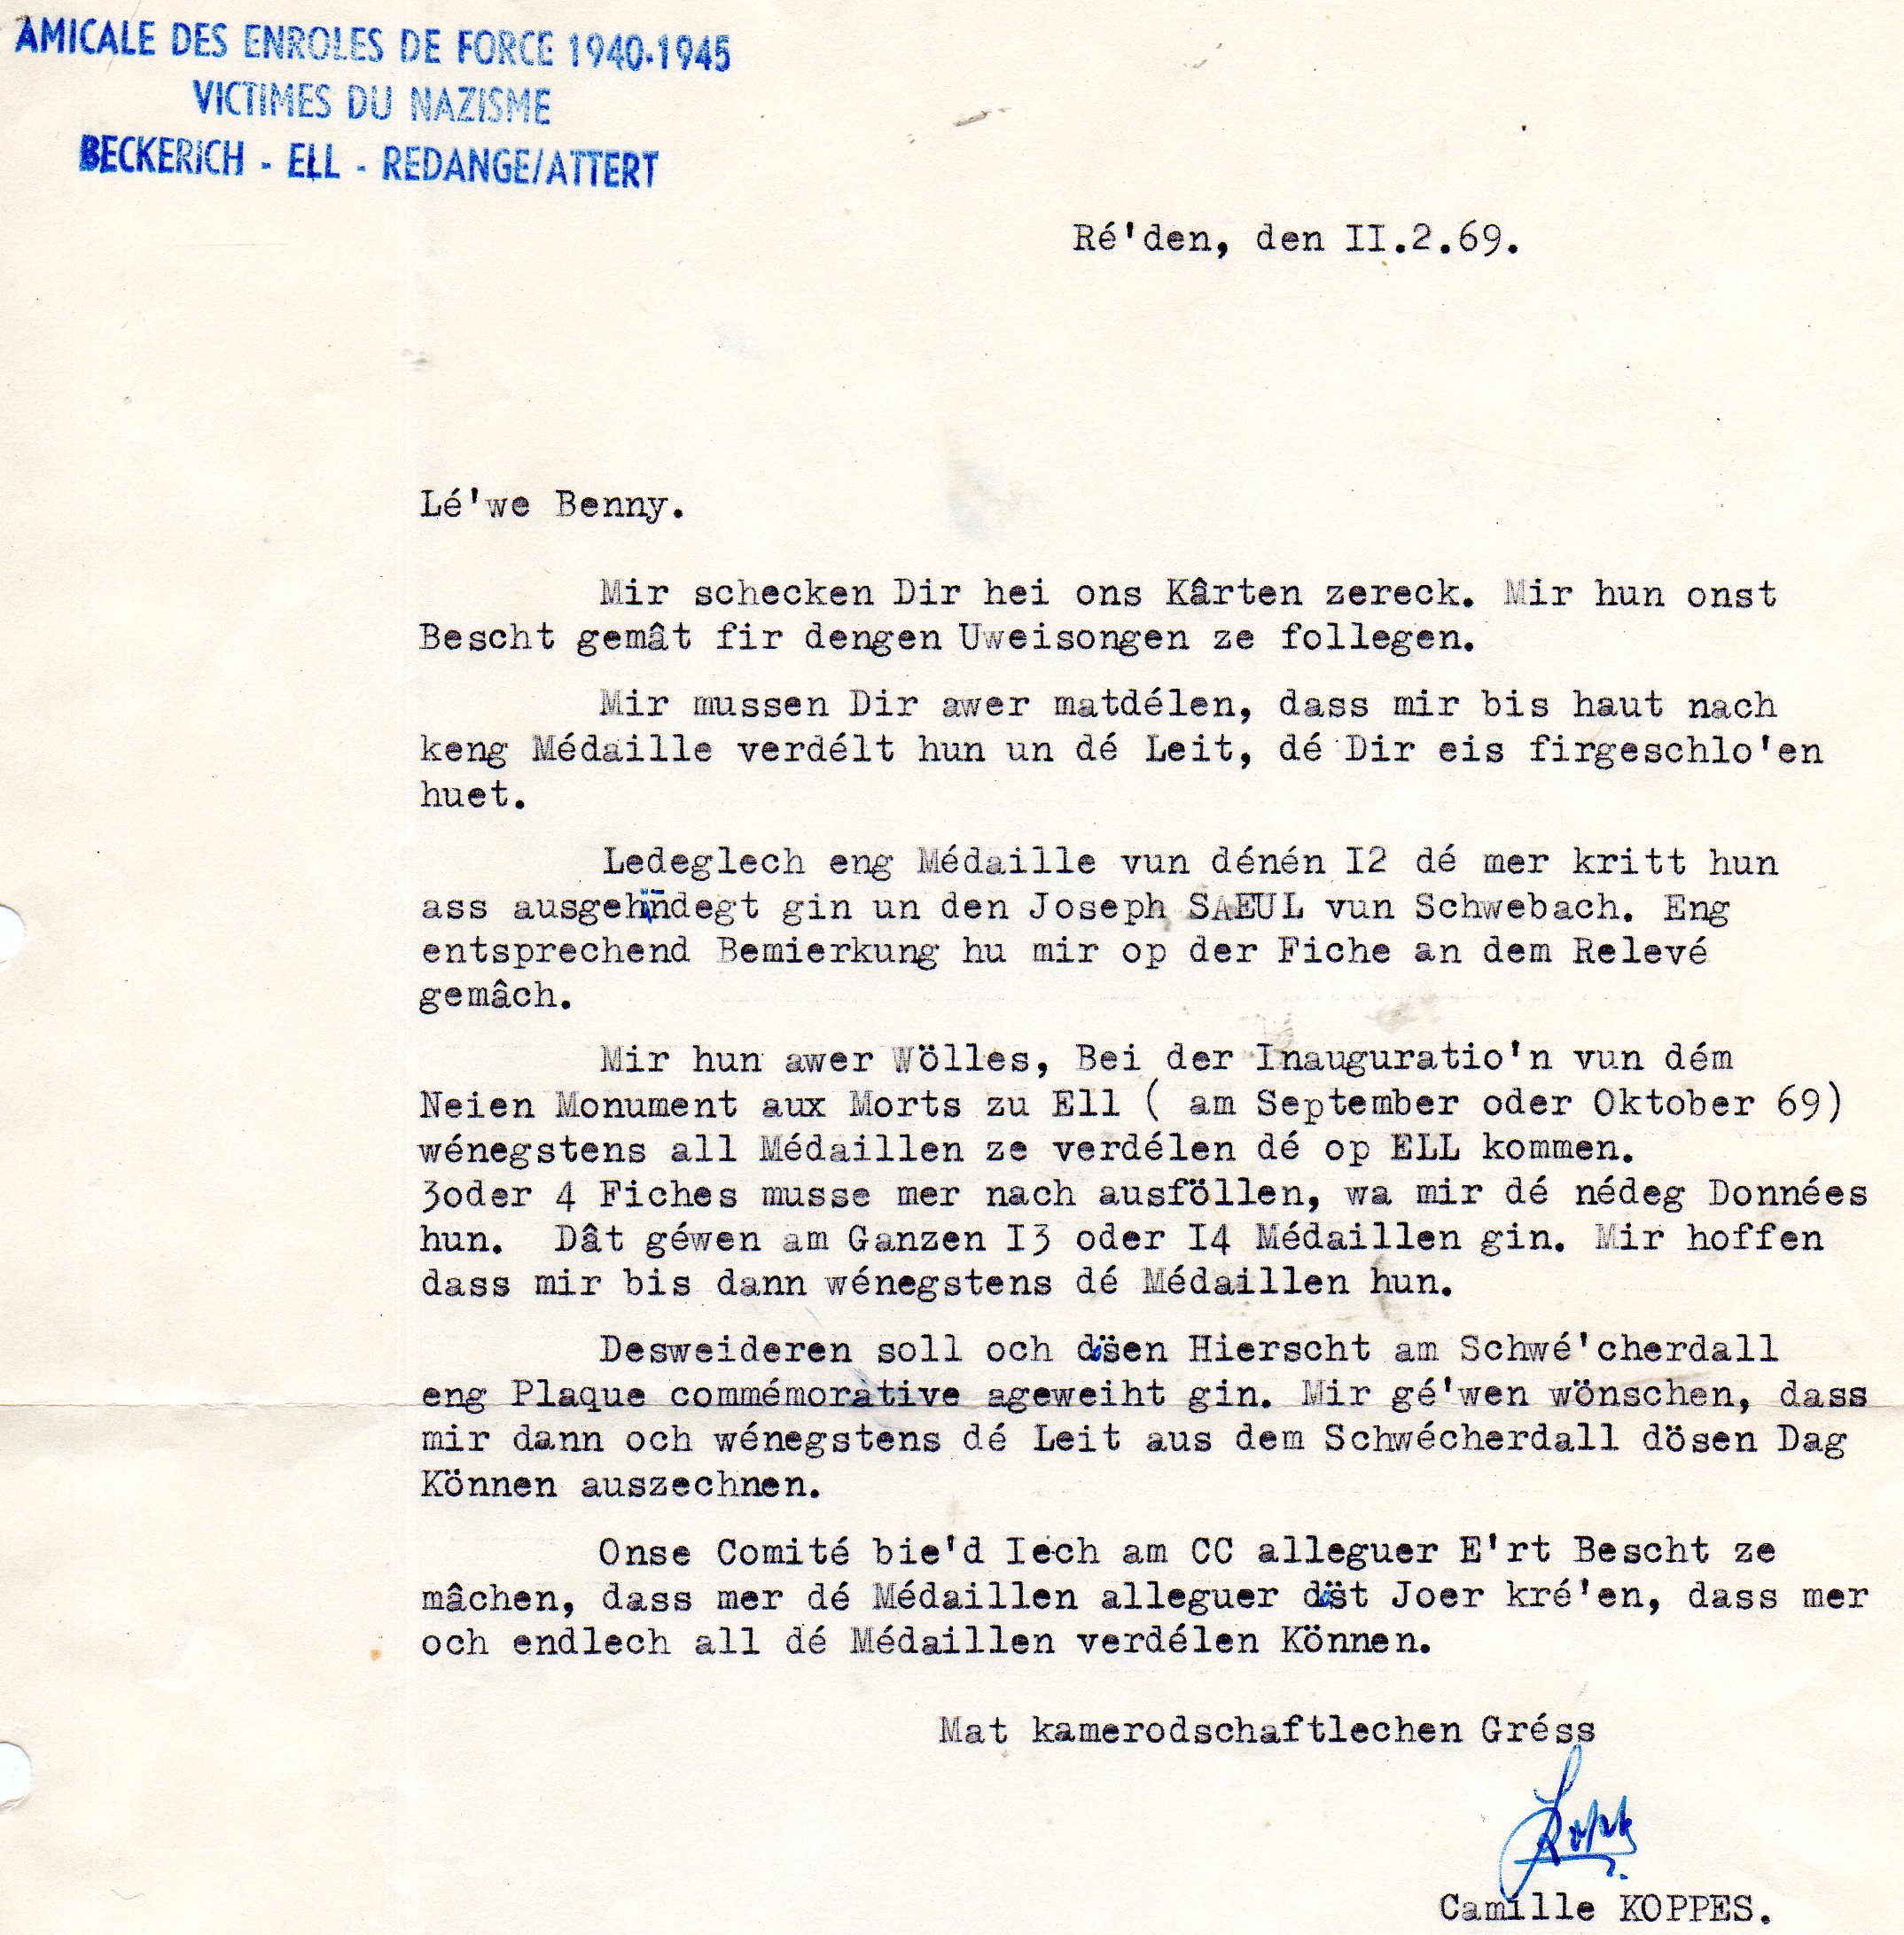 AMICALE DES ENROLES DE FORCE 1940-1945
VICTIMES DU NAZISME
BECKERICH - ELL - REDANGE/ATTERT
Ré'den, den II.2.69.
Lé'we Benny.
Mir schecken Dir hei ons Kârten zereck. Mir hun onst
Bescht gemât fir dengen Uweisongen ze follegen.
Mir mussen Dir awer matdélen, dass mir bis haut nach
keng Médaille verdélt hun un dé Leit, dé Dir eis firgeschlo'en
huet.
Ledeglech eng Médaille vun dénén I2 dé mer kritt hun
ass ausgehändegt gin un den Joseph SAEUL vun Schwebach. Eng
entsprechend Bemierkung hu mir op der Fiche an dem Relevé
gemâch.
Mir hun awer Wölles, Bei der Inauguratio'n vun dém
Neien Monument aux Morts zu Ell ( am September oder Oktober 69)
wénegstens all Médaillen ze verdélen dé op ELL kommen.
3oder 4 Fiches musse mer nach ausföllen, wa mir dé nédeg Données
hun. Dât géwen am Ganzen I3 oder I4 Médaillen gin. Mir hoffen
dass mir bis dann wénegstens dé Médaillen hun.
Desweideren soll och dösen Hierscht am Schwé'cherdall
eng Plaque commémorative ageweiht gin. Mir gé'wen wönschen, dass
mir dann och wénegstens dé Leit aus dem Schwécherdall dösen Dag
Können auszechnen.
Onse Comité bie'd Iech am CC alleguer E'rt Bescht ze
mâchen, dass mer dé Médaillen alleguer döst Joer kré'en, dass mer
och endlech all dé Médaillen verdélen Können.
Mat kamerodschaftlechen Gréss
Camille KOPPES.